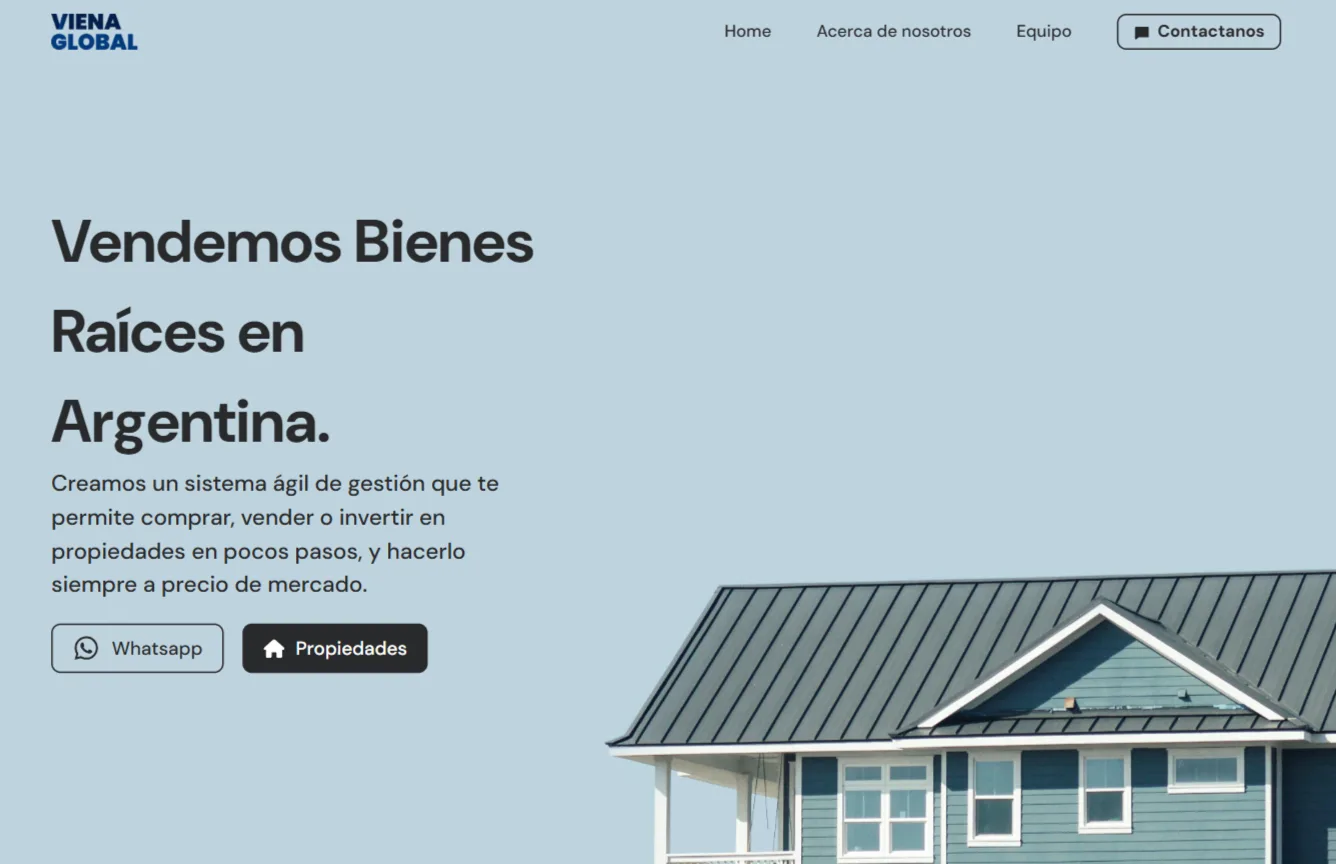 VIENA
GLOBAL
Home
Acerca de nosotros
Equipo
Contactanos
Vendemos Bienes
Raíces en
Argentina.
Creamos un sistema ágil de gestión que te
permite comprar, vender o invertir en
propiedades en pocos pasos, y hacerlo
siempre a precio de mercado.
Whatsapp
Propiedades